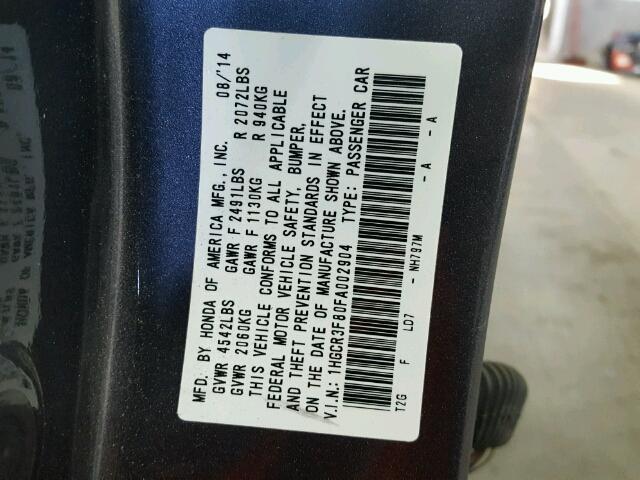 MFD. BY HONDA OF AMERICA MFG., INC. 08/'14
GVWR 4542LBS GAWR F 2491LBS R 2072LBS
GVWR 2060KG GAWR F 1130KG R 940KG
THIS VEHICLE CONFORMS TO ALL APPLICABLE
FEDERAL MOTOR VEHICLE SAFETY, BUMPER,
AND THEFT PREVENTION STANDARDS IN EFFECT
ON THE DATE OF MANUFACTURE SHOWN ABOVE.
V.I.N.: 1HGCR3F80FA002904 TYPE: PASSENGER CAR
T2G F LD7 - NH797M - A - A